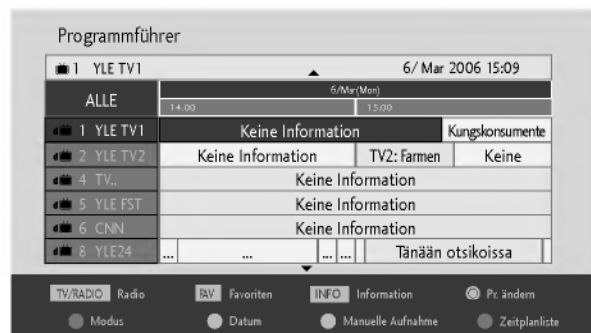 Programmführer
1 YLE TV1 6/ Mar 2006 15:09
ALLE 6/Mar(Mon)
14.00 15:00
1 YLE TV1 Keine Information Kungskonsumente
2 YLE TV2 Keine Information TV2: Farmen Keine
4 TV.. Keine Information
5 YLE FST Keine Information
6 CNN Keine Information
8 YLE24 ... ... ... ... Tänään otsikoissa
TV/RADIO Radio FAV Favoriten INFO Information Pr. ändern
Modus Datum Manuelle Aufnahme Zeitplanliste